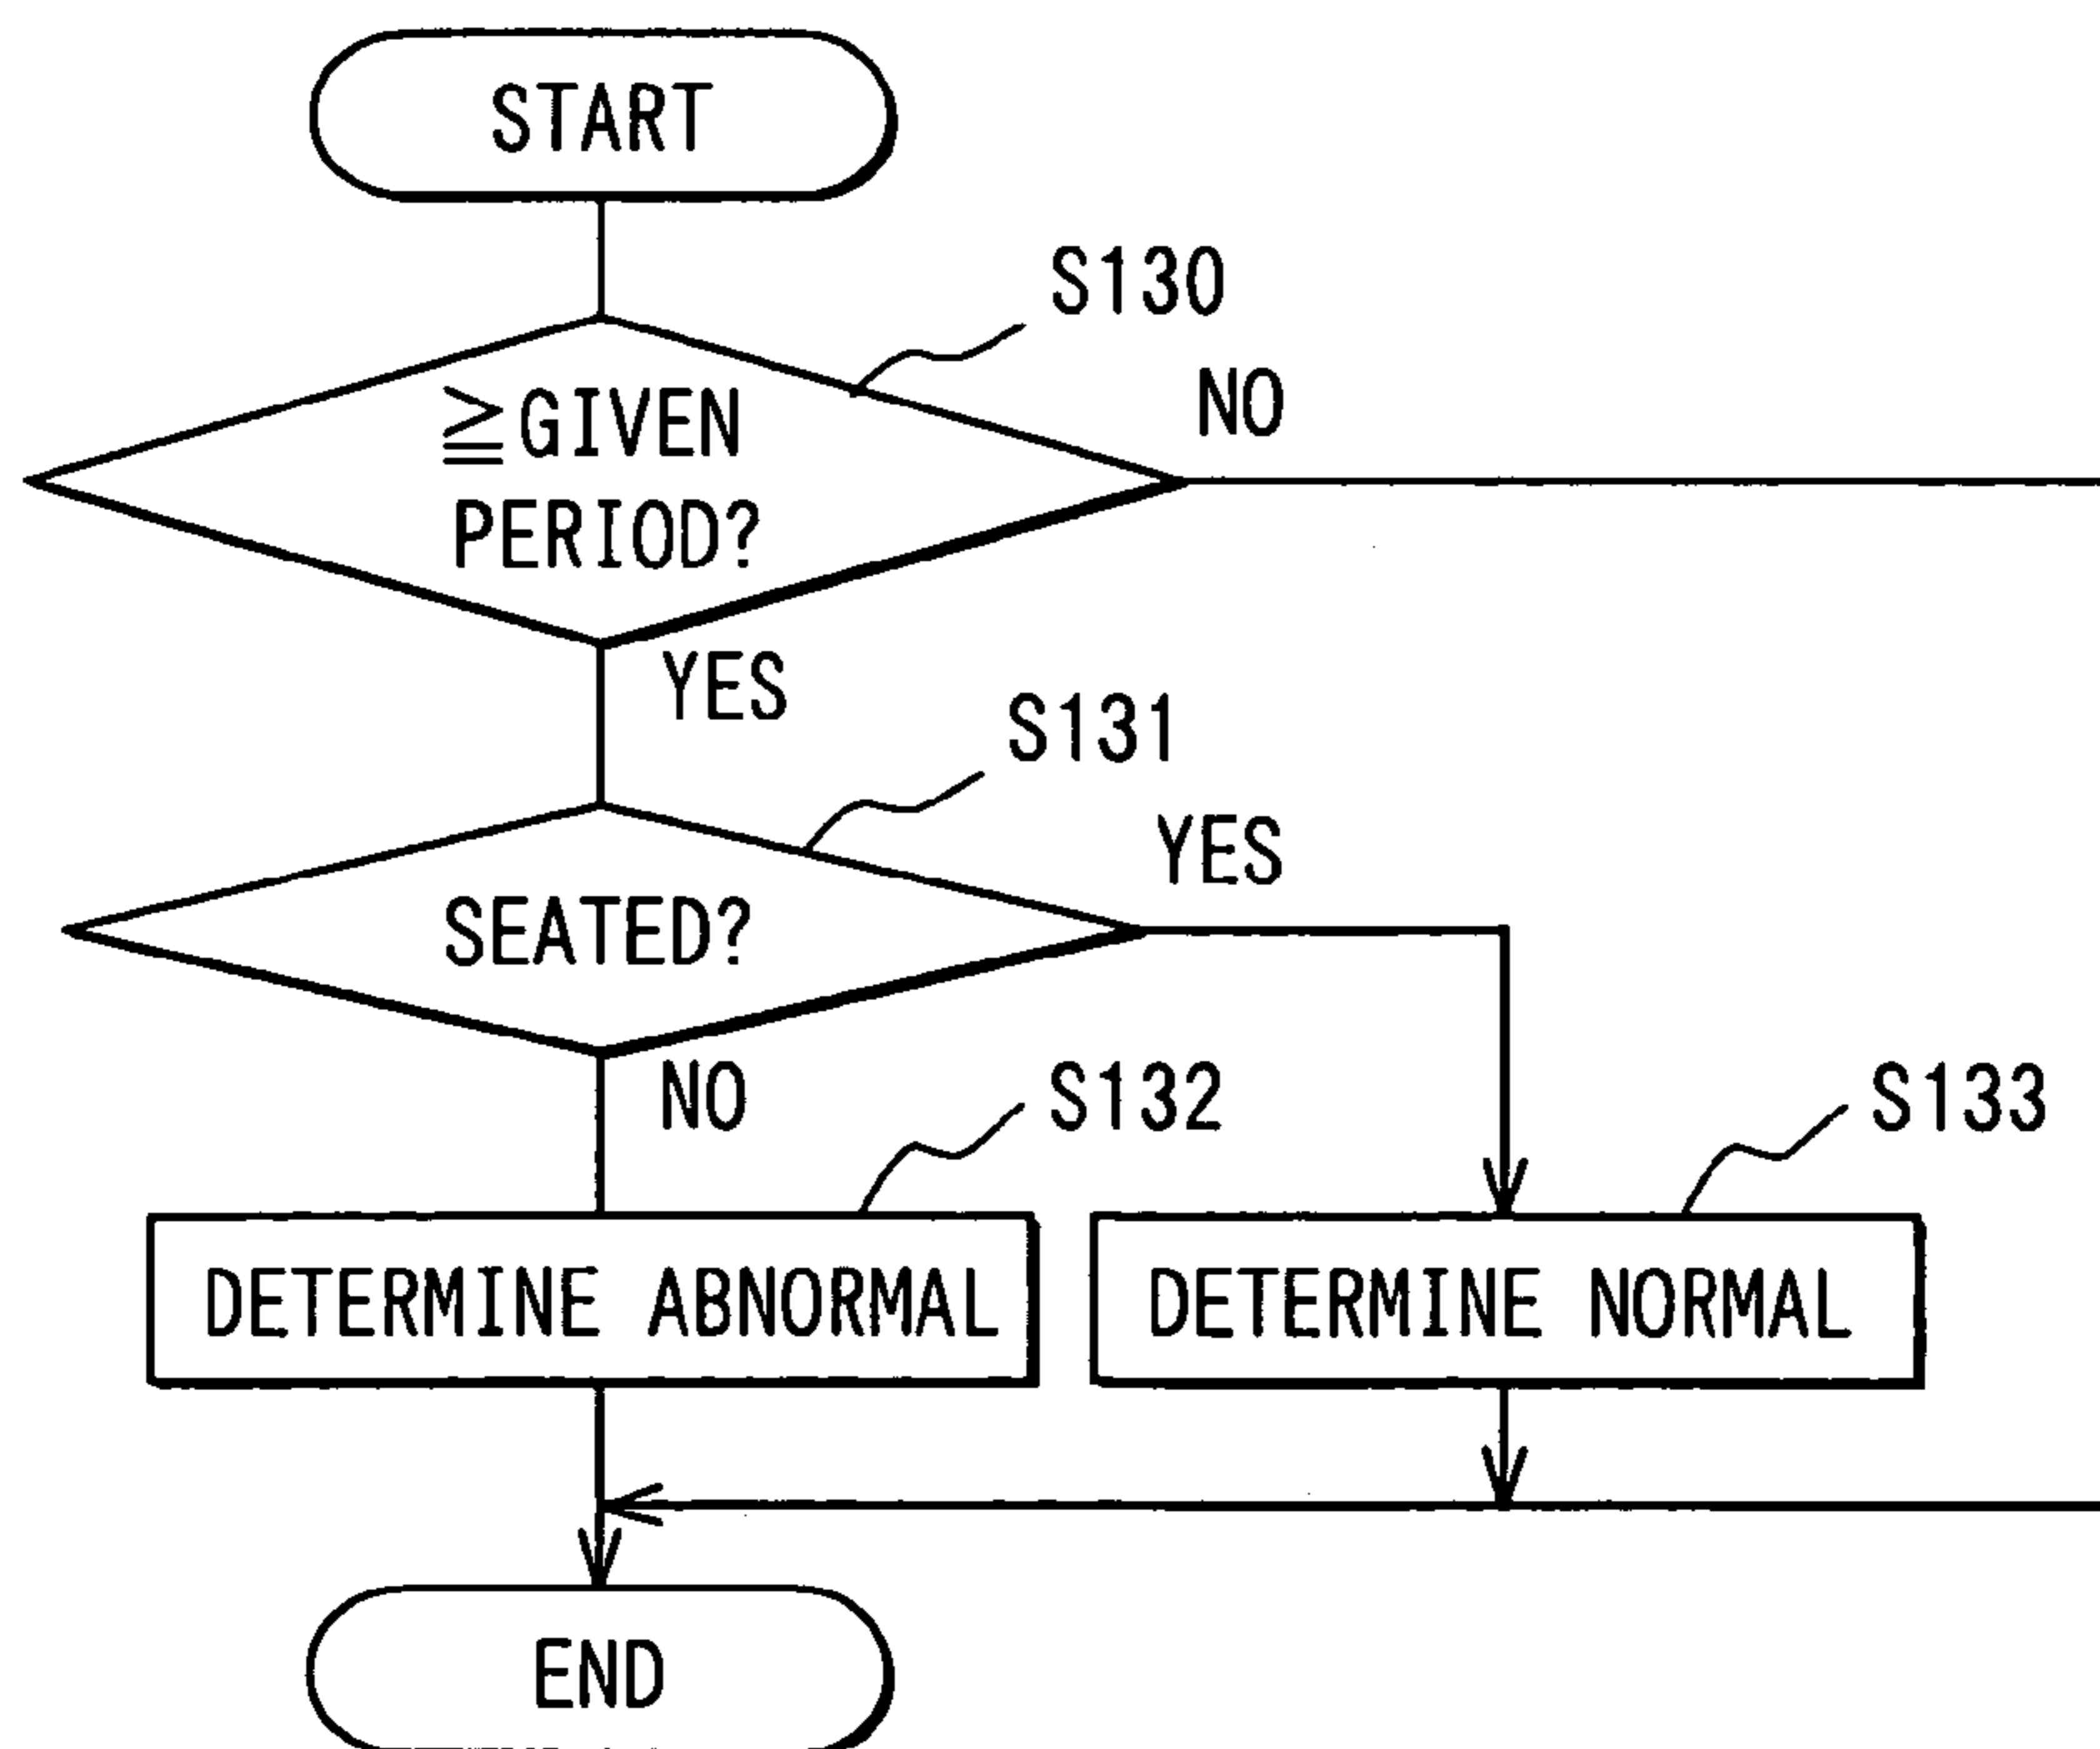 START
S130
NO
≧GIVEN
PERIOD?
YES
S131
YES
SEATED?
NO
S132
S133
DETERMINE ABNORMAL
DETERMINE NORMAL
END